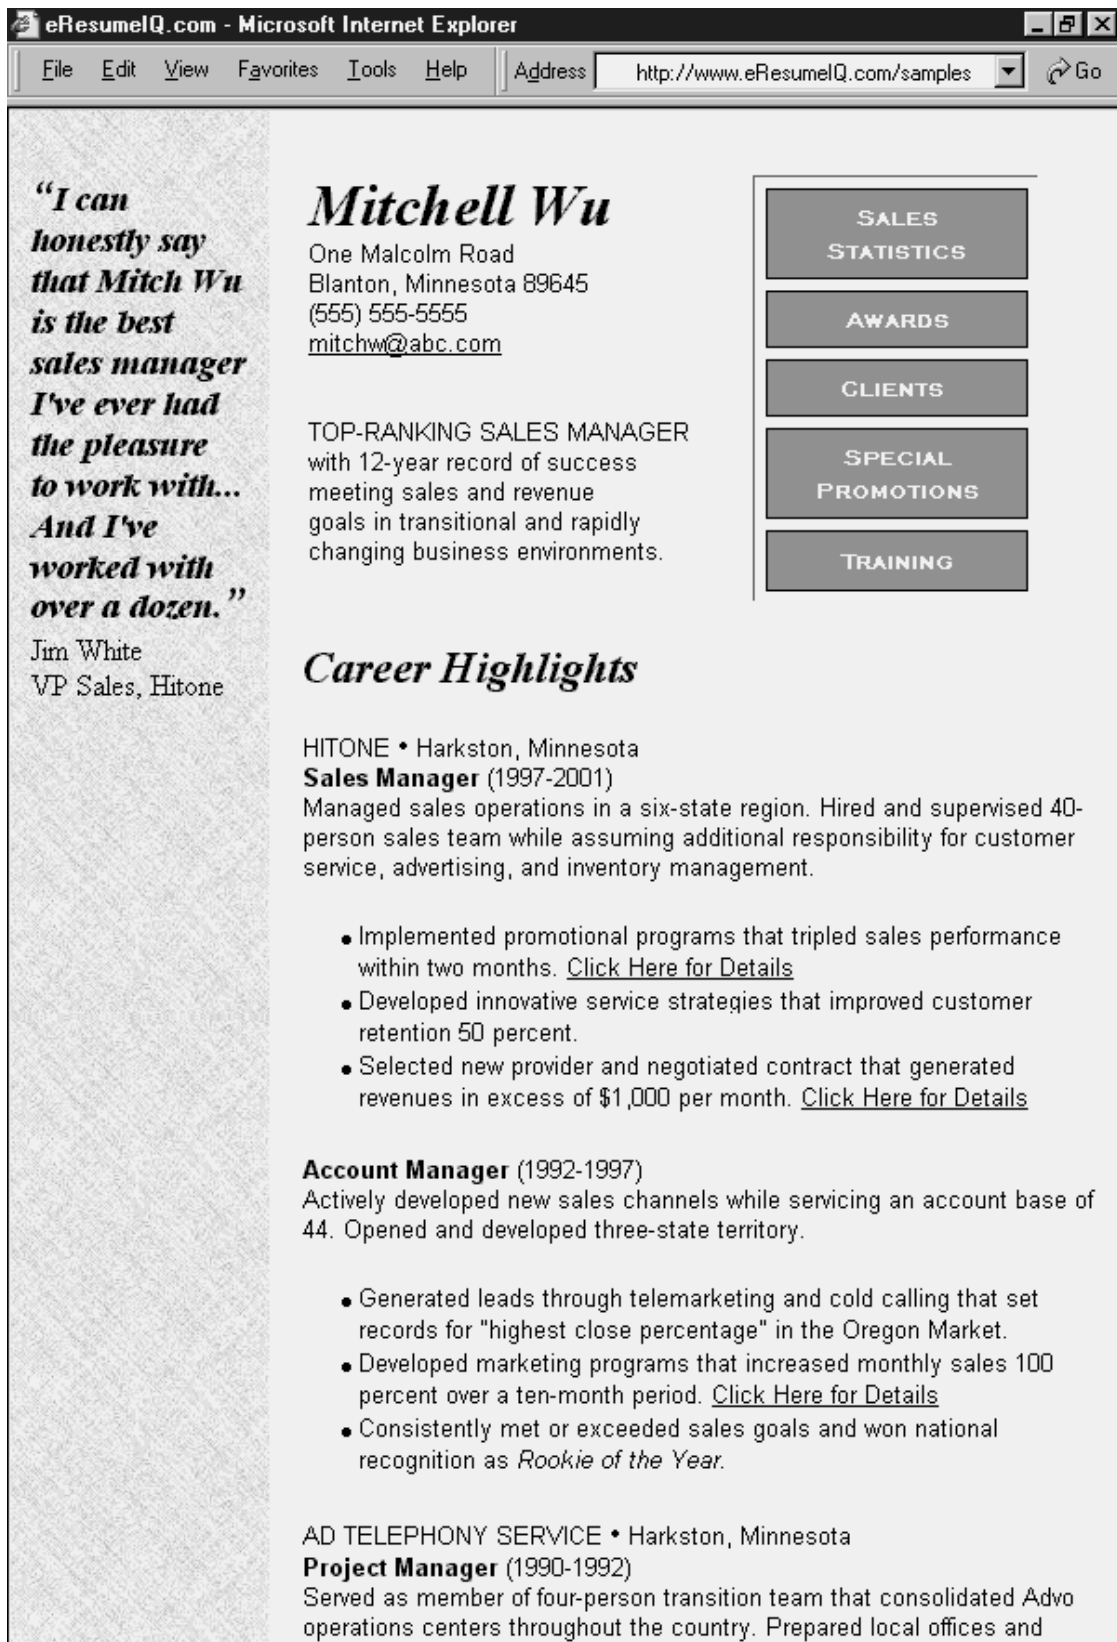 eResumeIQ.com - Microsoft Internet Explorer
File Edit View Favorites Tools Help Address http://www.eResumeIQ.com/samples Go
“I can
honestly say
that Mitch Wu
is the best
sales manager
I've ever had
the pleasure
to work with...
And I've
worked with
over a dozen.”
Jim White
VP Sales, Hitone
Mitchell Wu
One Malcolm Road
Blanton, Minnesota 89645
(555) 555-5555
mitchw@abc.com
TOP-RANKING SALES MANAGER
with 12-year record of success
meeting sales and revenue
goals in transitional and rapidly
changing business environments.
SALES
STATISTICS
AWARDS
CLIENTS
SPECIAL
PROMOTIONS
TRAINING
Career Highlights
HITONE • Harkston, Minnesota
Sales Manager (1997-2001)
Managed sales operations in a six-state region. Hired and supervised 40-
person sales team while assuming additional responsibility for customer
service, advertising, and inventory management.
• Implemented promotional programs that tripled sales performance
within two months. Click Here for Details
• Developed innovative service strategies that improved customer
retention 50 percent.
• Selected new provider and negotiated contract that generated
revenues in excess of $1,000 per month. Click Here for Details
Account Manager (1992-1997)
Actively developed new sales channels while servicing an account base of
44. Opened and developed three-state territory.
• Generated leads through telemarketing and cold calling that set
records for "highest close percentage" in the Oregon Market.
• Developed marketing programs that increased monthly sales 100
percent over a ten-month period. Click Here for Details
• Consistently met or exceeded sales goals and won national
recognition as Rookie of the Year.
AD TELEPHONY SERVICE • Harkston, Minnesota
Project Manager (1990-1992)
Served as member of four-person transition team that consolidated Advo
operations centers throughout the country. Prepared local offices and